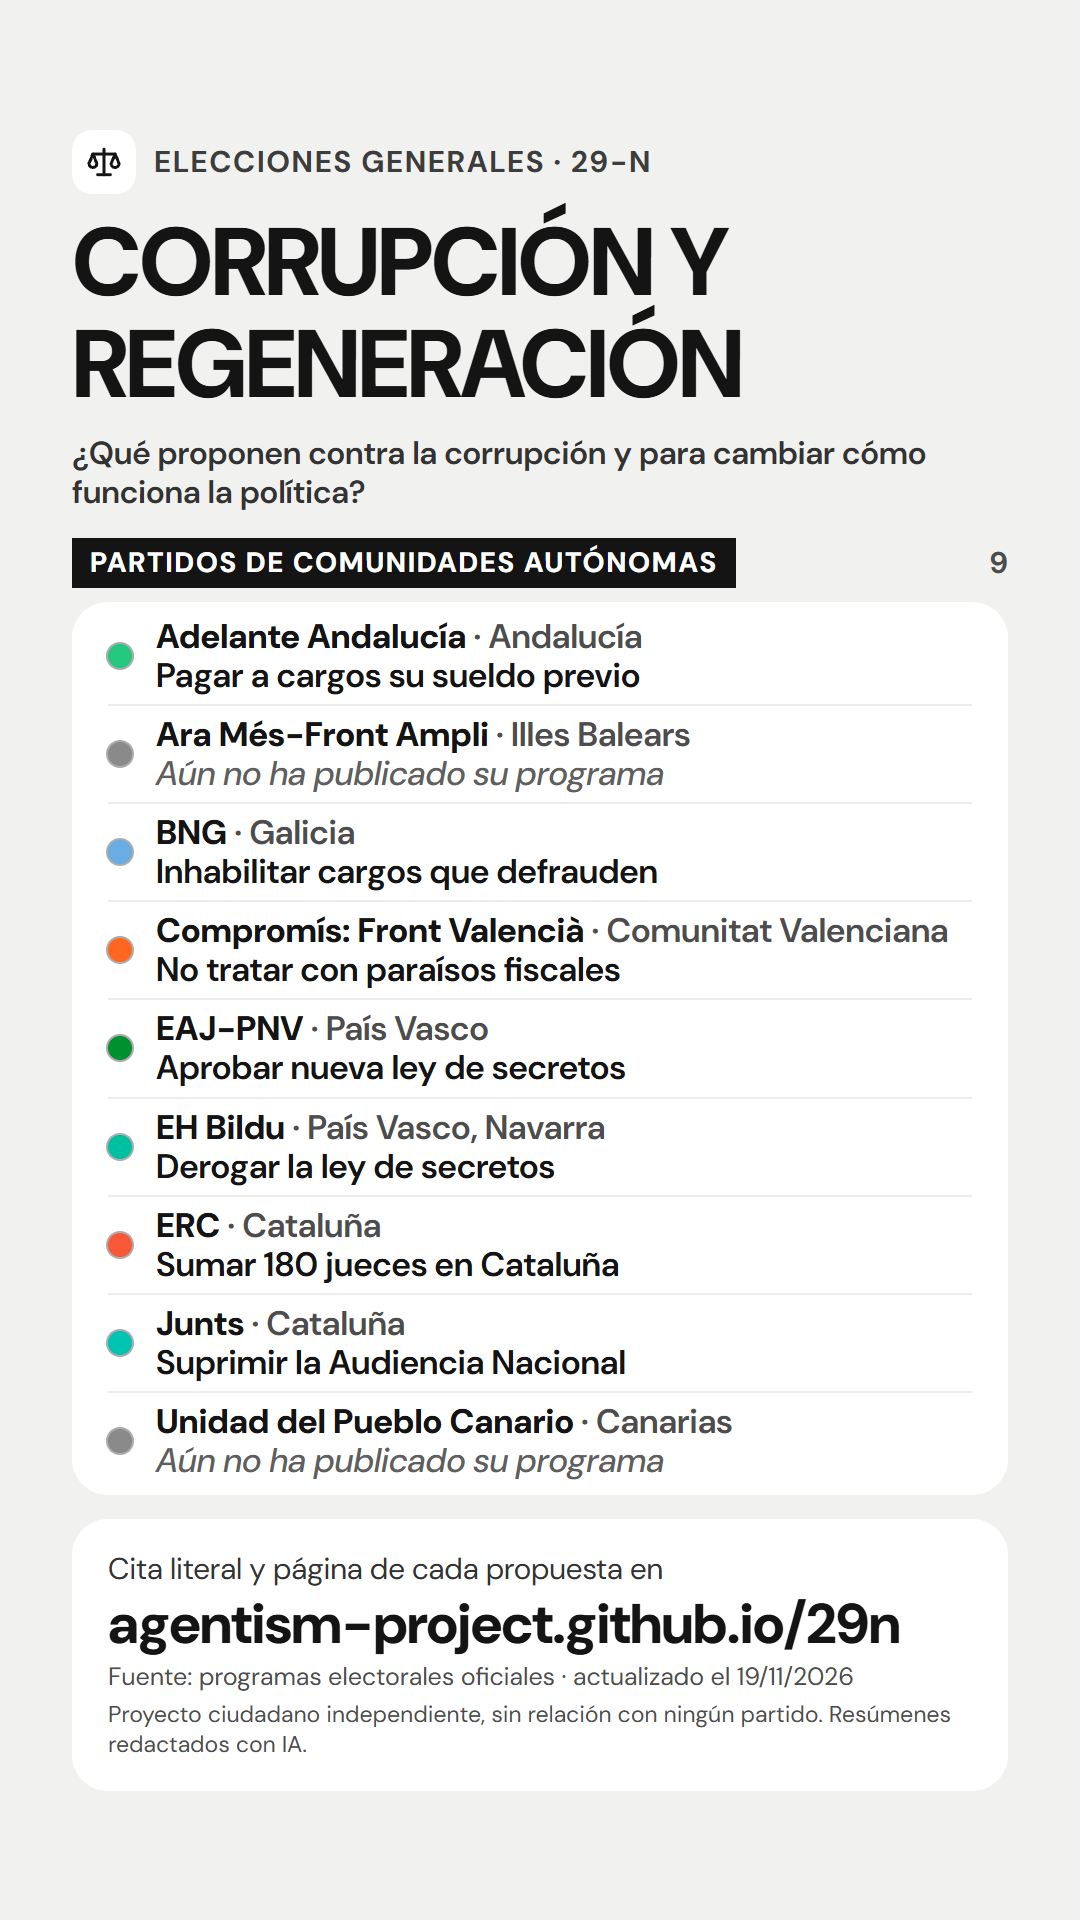 ELECCIONES GENERALES · 29-N
CORRUPCIÓN Y
REGENERACIÓN
¿Qué proponen contra la corrupción y para cambiar cómo
funciona la política?
PARTIDOS DE COMUNIDADES AUTÓNOMAS 9
Adelante Andalucía · Andalucía
Pagar a cargos su sueldo previo
Ara Més-Front Ampli · Illes Balears
Aún no ha publicado su programa
BNG · Galicia
Inhabilitar cargos que defrauden
Compromís: Front Valencià · Comunitat Valenciana
No tratar con paraísos fiscales
EAJ-PNV · País Vasco
Aprobar nueva ley de secretos
EH Bildu · País Vasco, Navarra
Derogar la ley de secretos
ERC · Cataluña
Sumar 180 jueces en Cataluña
Junts · Cataluña
Suprimir la Audiencia Nacional
Unidad del Pueblo Canario · Canarias
Aún no ha publicado su programa
Cita literal y página de cada propuesta en
agentism-project.github.io/29n
Fuente: programas electorales oficiales · actualizado el 19/11/2026
Proyecto ciudadano independiente, sin relación con ningún partido. Resúmenes
redactados con IA.